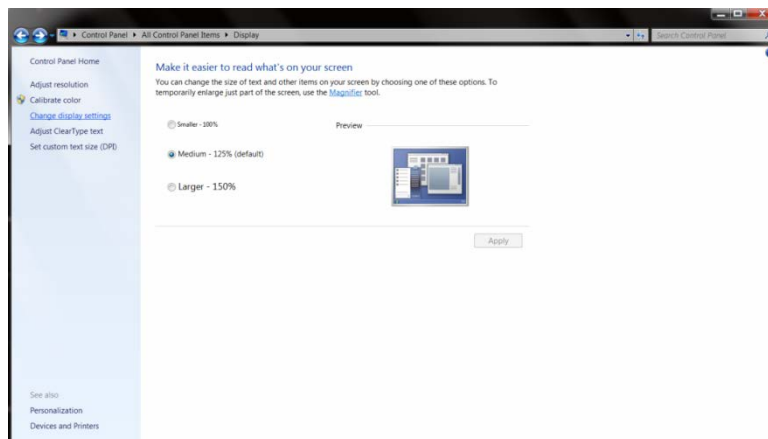 Control Panel ▸ All Control Panel Items ▸ Display
Search Control Panel
Control Panel Home
Adjust resolution
Calibrate color
Change display settings
Adjust ClearType text
Set custom text size (DPI)
Make it easier to read what's on your screen
You can change the size of text and other items on your screen by choosing one of these options. To
temporarily enlarge just part of the screen, use the Magnifier tool.
Smaller - 100%
Preview
Medium - 125% (default)
Larger - 150%
Apply
See also
Personalization
Devices and Printers